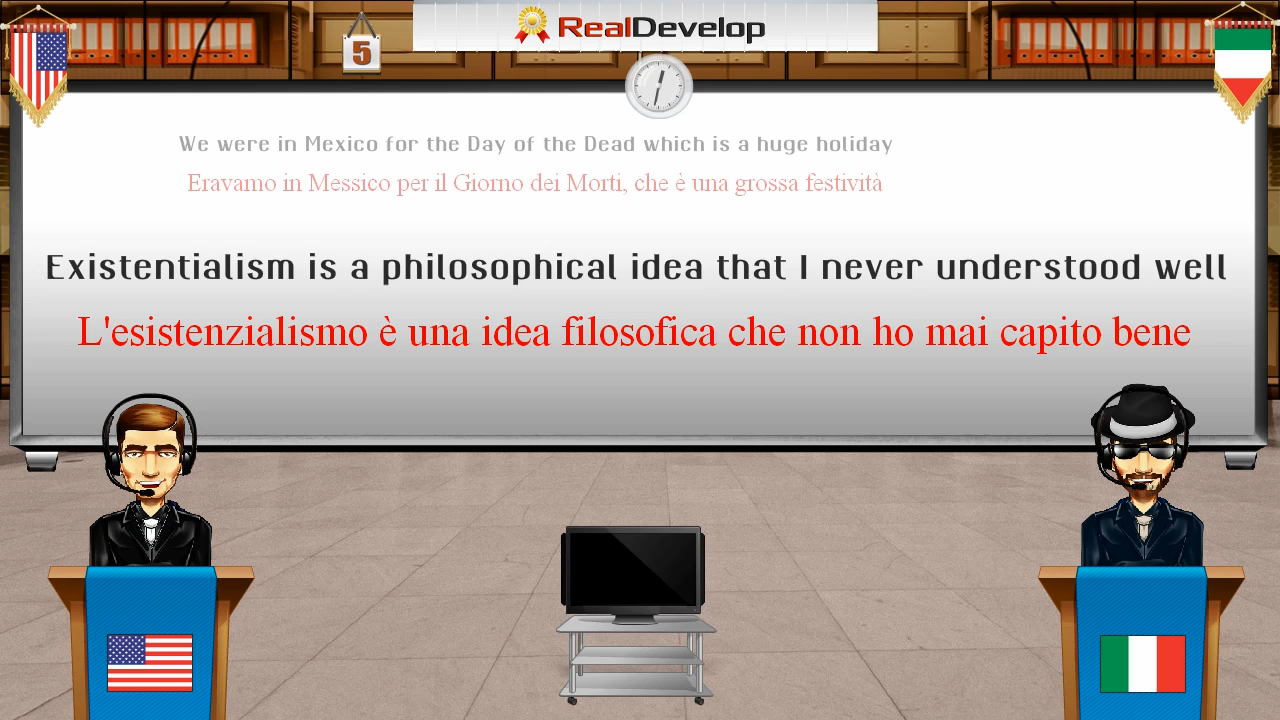 RealDevelop
5
We were in Mexico for the Day of the Dead which is a huge holiday
Eravamo in Messico per il Giorno dei Morti, che è una grossa festività
Existentialism is a philosophical idea that I never understood well
L'esistenzialismo è una idea filosofica che non ho mai capito bene